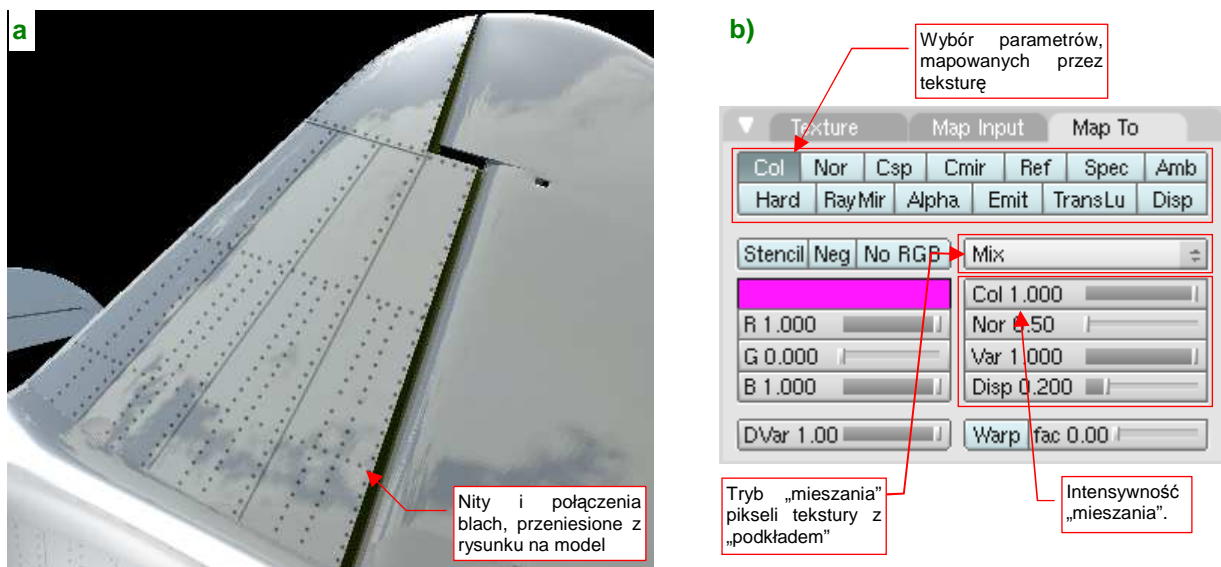 a
b)
Wybór parametrów,
mapowanych przez
teksturę
Texture Map Input Map To
Col Nor Csp Cmir Ref Spec Amb
Hard RayMir Alpha Emit TransLu Disp
Stencil Neg No RGB Mix
Col 1.000
R 1.000 Nor 0.50
G 0.000 Var 1.000
B 1.000 Disp 0.200
DVar 1.00 Warp fac 0.00
Nity i połączenia
blach, przeniesione z
rysunku na model
Tryb „mieszania”
pikseli tekstury z
„podkładem”
Intensywność
„mieszania”.